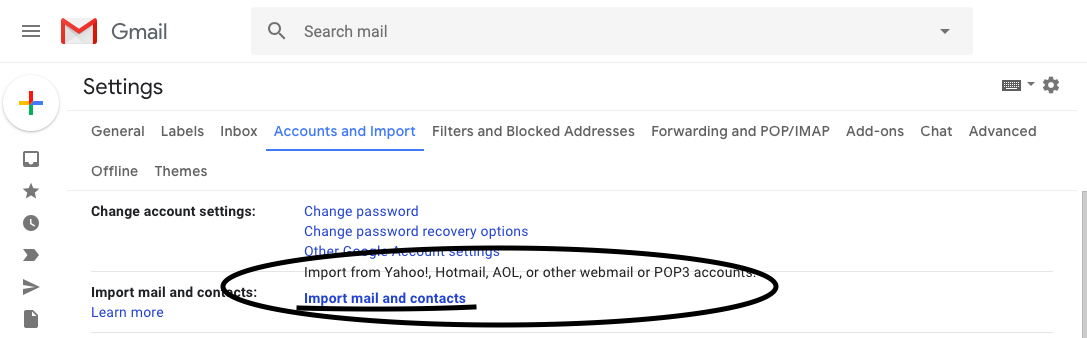 Gmail
Search mail
Settings
General Labels Inbox Accounts and Import Filters and Blocked Addresses Forwarding and POP/IMAP Add-ons Chat Advanced
Offline Themes
Change account settings: Change password
Change password recovery options
Other Google Account settings
Import from Yahoo!, Hotmail, AOL, or other webmail or POP3 accounts.
Import mail and contacts: Import mail and contacts
Learn more